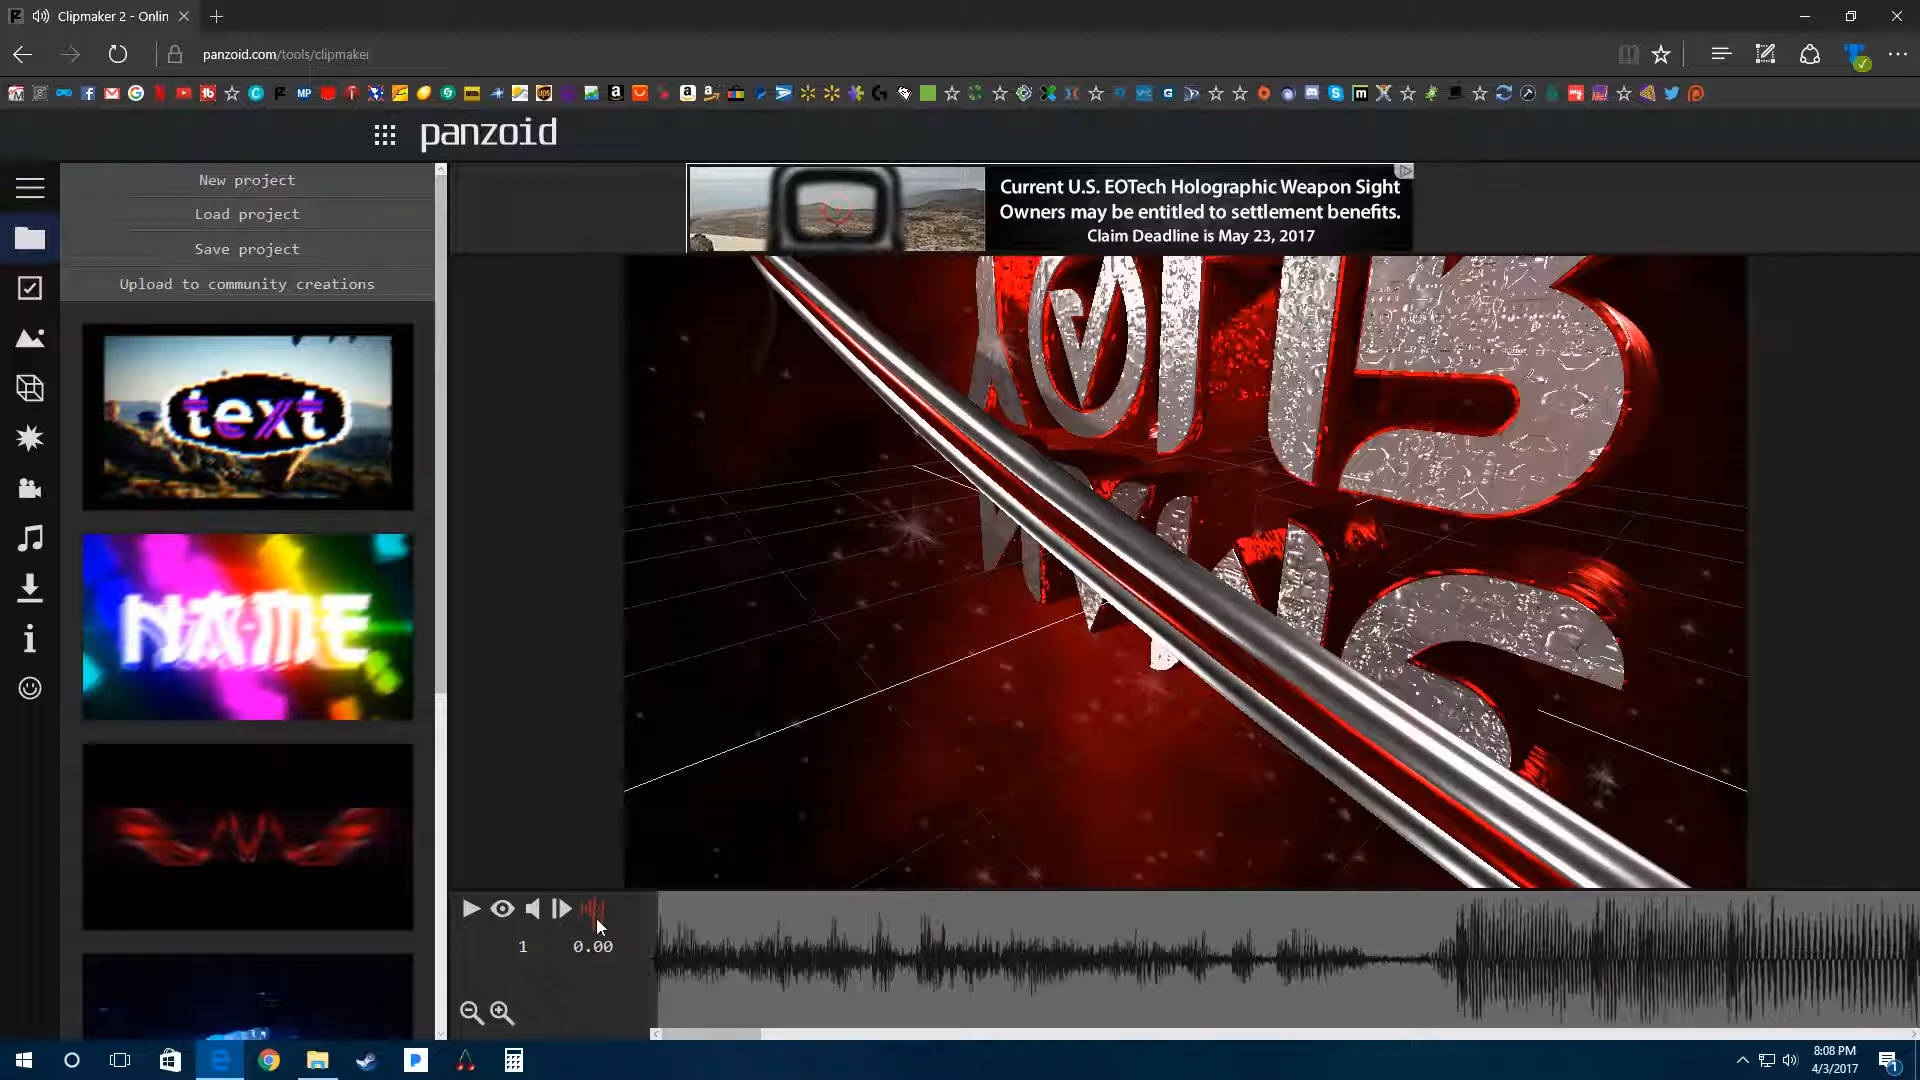 Clipmaker 2 - Onlin
panzoid.com/tools/clipmaker
panzoid
New project
Load project
Save project
Upload to community creations
Current U.S. EOTech Holographic Weapon Sight
Owners may be entitled to settlement benefits.
Claim Deadline is May 23, 2017
text
NAME
1
0.00
8:08 PM
4/3/2017